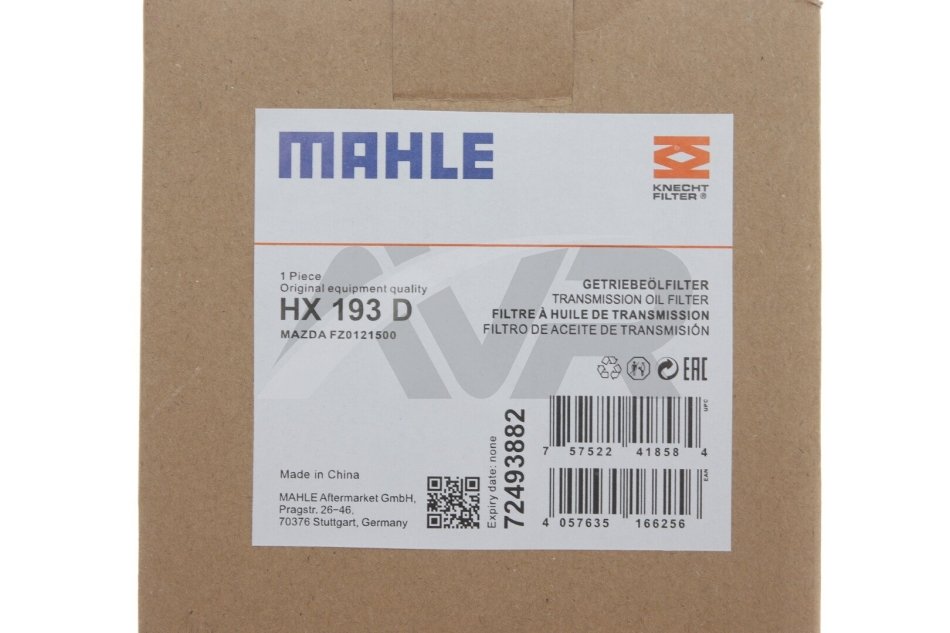 MAHLE
KNECHT
FILTER®
1 Piece
Original equipment quality
HX 193 D
MAZDA FZ0121500
GETRIEBEÖLFILTER
TRANSMISSION OIL FILTER
FILTRE À HUILE DE TRANSMISSION
FILTRO DE ACEITE DE TRANSMISIÓN
AVR
EAC
Made in China
MAHLE Aftermarket GmbH,
Pragstr. 26-46,
70376 Stuttgart, Germany
Expiry date: none
72493882
UPC
7 57522 41858 4
EAN
4 057635 166256